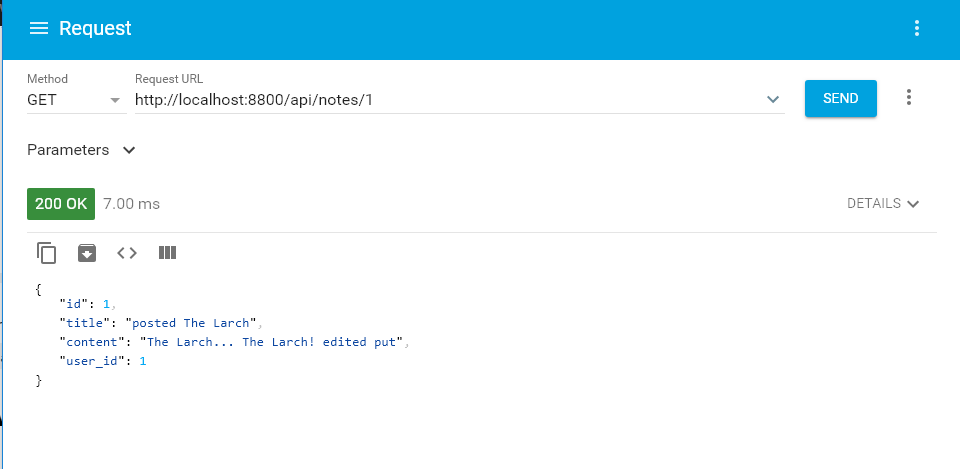 Request
Method
Request URL
GET
http://localhost:8800/api/notes/1
SEND
Parameters
200 OK
7.00 ms
DETAILS
{
"id": 1,
"title": "posted The Larch",
"content": "The Larch... The Larch! edited put",
"user_id": 1
}